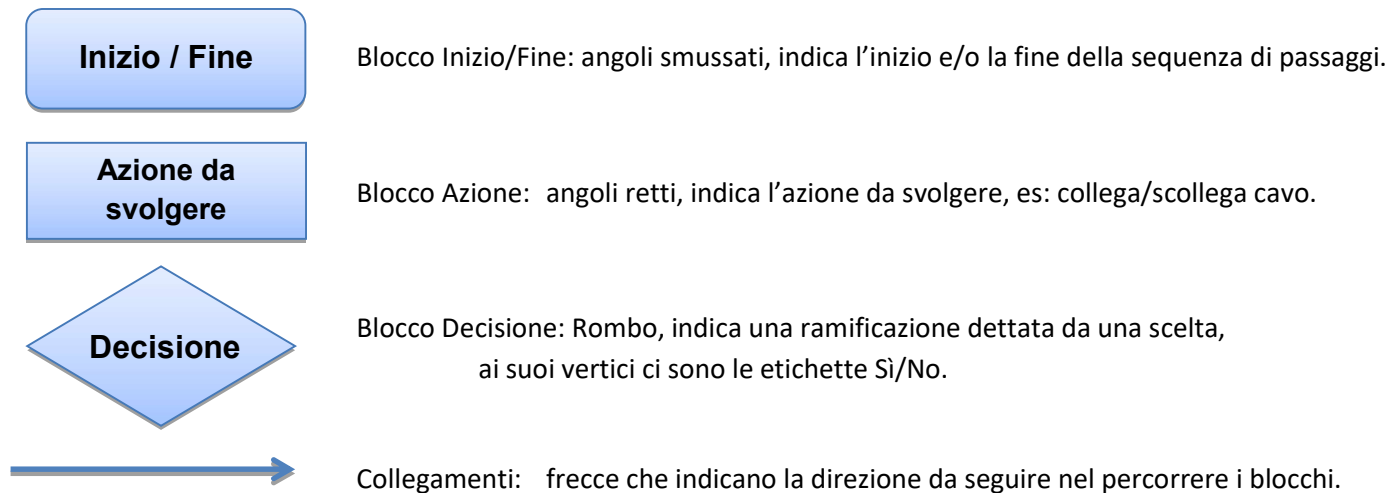 Inizio / Fine
Blocco Inizio/Fine: angoli smussati, indica l’inizio e/o la fine della sequenza di passaggi.
Azione da
svolgere
Blocco Azione: angoli retti, indica l’azione da svolgere, es: collega/scollega cavo.
Decisione
Blocco Decisione: Rombo, indica una ramificazione dettata da una scelta,
ai suoi vertici ci sono le etichette Sì/No.
Collegamenti: frecce che indicano la direzione da seguire nel percorrere i blocchi.